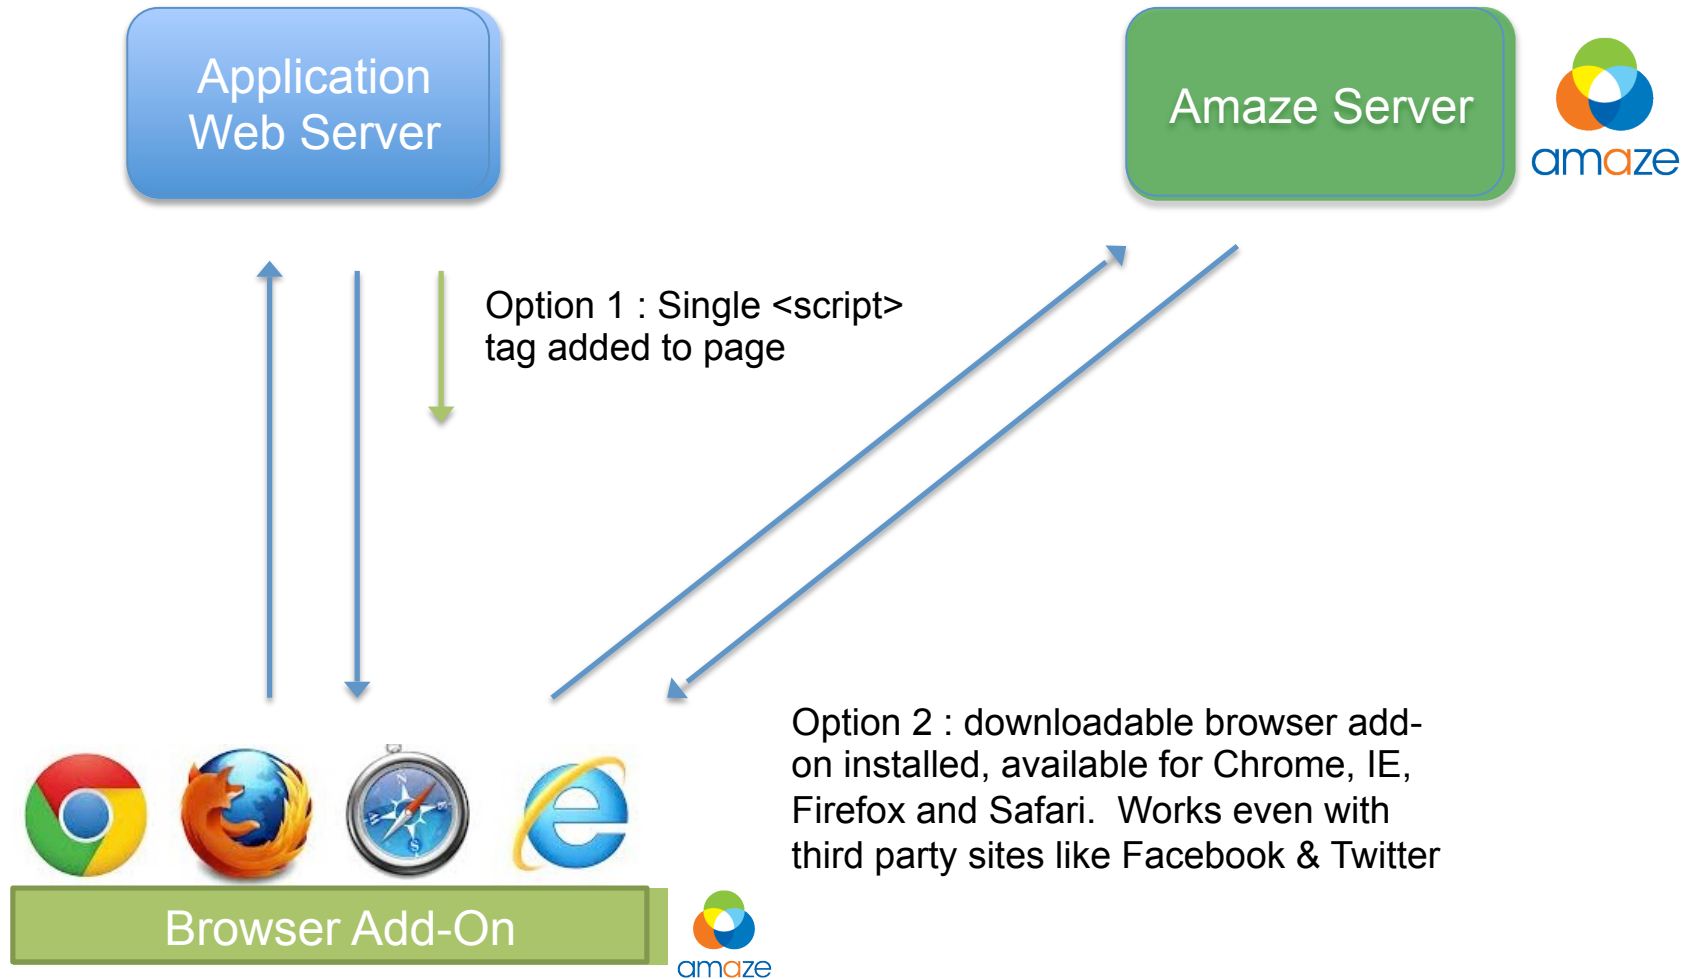 Application
Web Server
Amaze Server
amaze
Option 1 : Single <script>
tag added to page
Option 2 : downloadable browser add-
on installed, available for Chrome, IE,
Firefox and Safari.  Works even with
third party sites like Facebook & Twitter
N
S
Browser Add-On
amaze